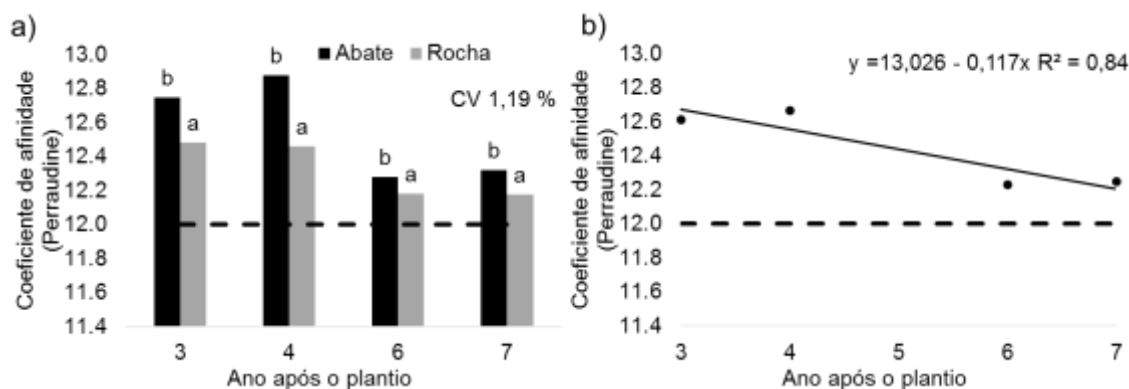 a)
Abate Rocha
CV 1,19 %
Coeficiente de afinidade
(Perraudine)
13.0
12.8
12.6
12.4
12.2
12.0
11.8
11.6
11.4
b a b a b a b a
3 4 6 7
Ano após o plantio
b)
y =13,026 - 0,117x R² = 0,84
Coeficiente de afinidade
(Perraudine)
13.0
12.8
12.6
12.4
12.2
12.0
11.8
11.6
11.4
3 4 5 6 7
Ano após o plantio